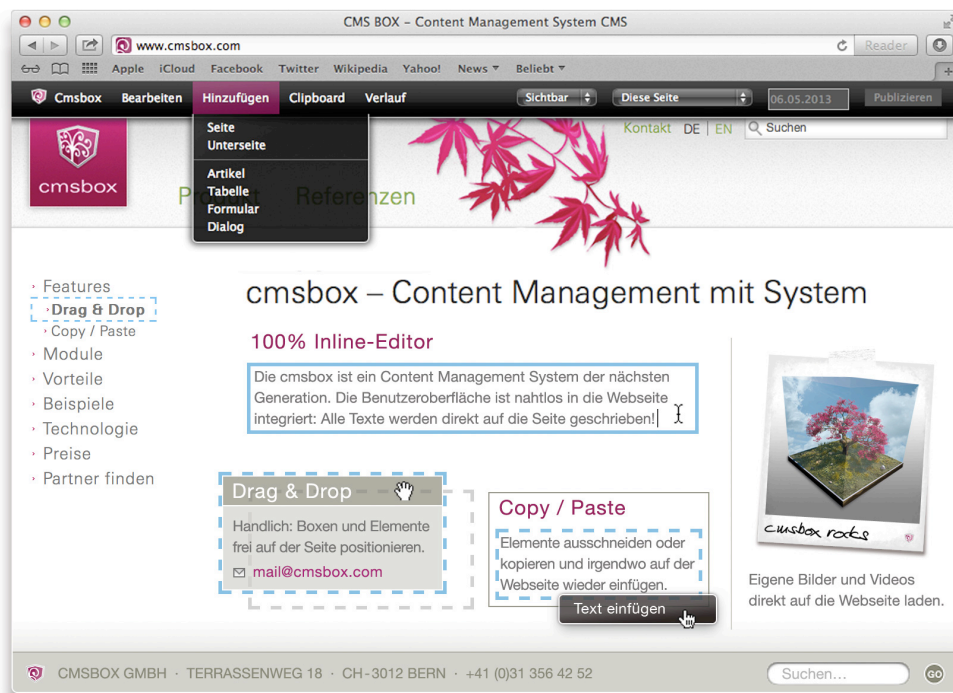 CMS BOX – Content Management System CMS
www.cmsbox.com
Reader
Apple iCloud Facebook Twitter Wikipedia Yahoo! News Beliebt
Cmsbox Bearbeiten Hinzufügen Clipboard Verlauf Sichtbar Diese Seite 06.05.2013 Publizieren
Seite
Unterseite
Artikel
Tabelle
Formular
Dialog
Kontakt DE | EN Suchen
cmsbox
Produkt Referenzen
Features
Drag & Drop
Copy / Paste
Module
Vorteile
Beispiele
Technologie
Preise
Partner finden
cmsbox – Content Management mit System
100% Inline-Editor
Die cmsbox ist ein Content Management System der nächsten
Generation. Die Benutzeroberfläche ist nahtlos in die Webseite
integriert: Alle Texte werden direkt auf die Seite geschrieben!
Drag & Drop
Handlich: Boxen und Elemente
frei auf der Seite positionieren.
mail@cmsbox.com
Copy / Paste
Elemente ausschneiden oder
kopieren und irgendwo auf der
Webseite wieder einfügen.
Text einfügen
cmsbox rocks
Eigene Bilder und Videos
direkt auf die Webseite laden.
CMSBOX GMBH · TERRASSENWEG 18 · CH-3012 BERN · +41 (0)31 356 42 52
Suchen... GO